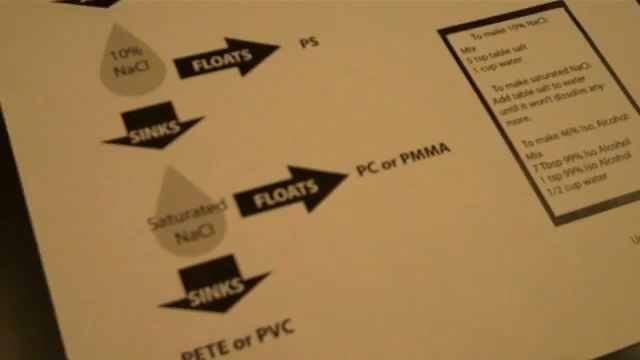 10%
NaCl
FLOATS
PS
SINKS
Saturated
NaCl
FLOATS
PC or PMMA
SINKS
PETE or PVC
To make 10% NaCl:
Mix
5 tsp table salt
1 cup water
To make saturated NaCl:
Add table salt to water
until it won't dissolve any-
more.
To make 46% Iso. Alcohol:
Mix
7 Tbsp 99% Iso Alcohol
1 tsp 99% Iso Alcohol
1/2 cup water